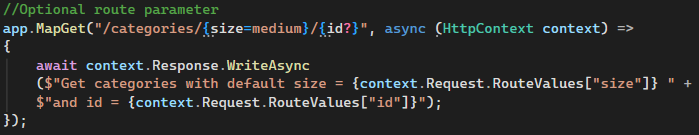 //Optional route parameter
app.MapGet("/categories/{size=medium}/{id?}", async (HttpContext context) =>
{
    await context.Response.WriteAsync
    ($"Get categories with default size = {context.Request.RouteValues["size"]} " +
    $"and id = {context.Request.RouteValues["id"]}");
});